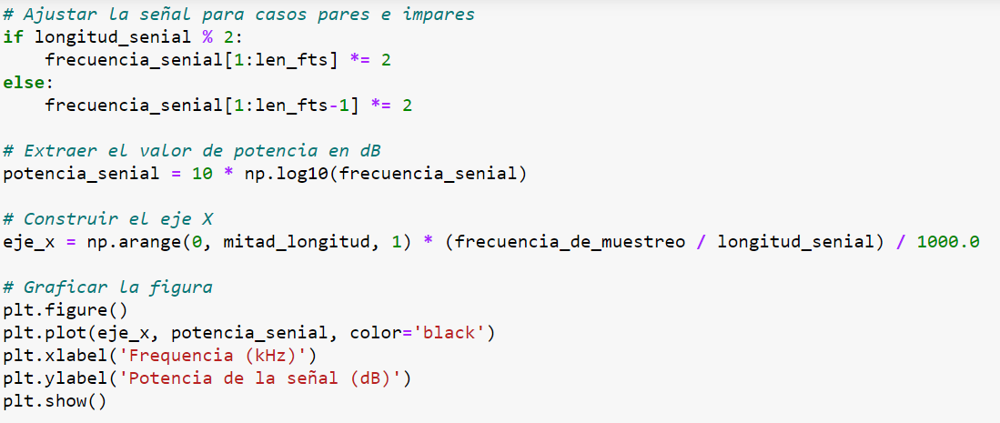 # Ajustar la señal para casos pares e impares
if longitud_senial % 2:
    frecuencia_senial[1:len_fts] *= 2
else:
    frecuencia_senial[1:len_fts-1] *= 2

# Extraer el valor de potencia en dB
potencia_senial = 10 * np.log10(frecuencia_senial)

# Construir el eje X
eje_x = np.arange(0, mitad_longitud, 1) * (frecuencia_de_muestreo / longitud_senial) / 1000.0

# Graficar la figura
plt.figure()
plt.plot(eje_x, potencia_senial, color='black')
plt.xlabel('Frequencia (kHz)')
plt.ylabel('Potencia de la señal (dB)')
plt.show()